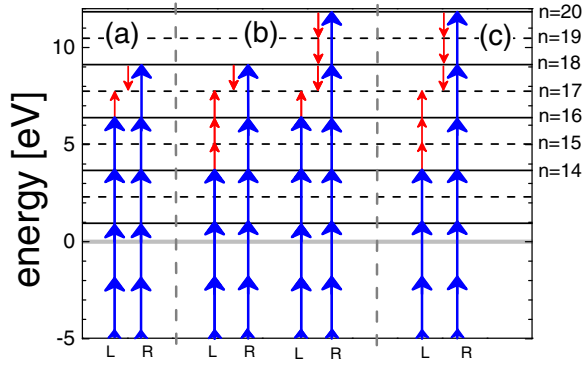 (a) (b) (c)
n=20
n=19
n=18
n=17
n=16
n=15
n=14
energy [eV]
10
5
0
-5
L R L R L R L R